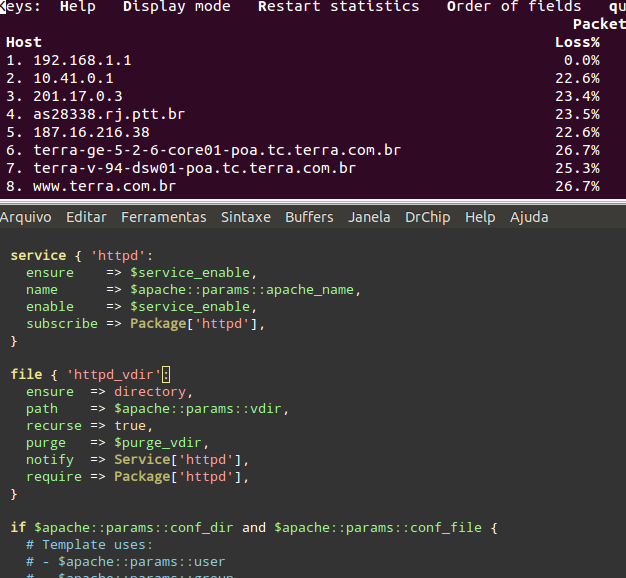 Keys:  Help   Display mode   Restart statistics   Order of fields   qu
Packet
Host Loss%
1. 192.168.1.1 0.0%
2. 10.41.0.1 22.6%
3. 201.17.0.3 23.4%
4. as28338.rj.ptt.br 23.5%
5. 187.16.216.38 22.6%
6. terra-ge-5-2-6-core01-poa.tc.terra.com.br 26.7%
7. terra-v-94-dsw01-poa.tc.terra.com.br 25.3%
8. www.terra.com.br 26.7%
Arquivo Editar Ferramentas Sintaxe Buffers Janela DrChip Help Ajuda
service { 'httpd':
  ensure    => $service_enable,
  name      => $apache::params::apache_name,
  enable    => $service_enable,
  subscribe => Package['httpd'],
}
file { 'httpd_vdir':
  ensure  => directory,
  path    => $apache::params::vdir,
  recurse => true,
  purge   => $purge_vdir,
  notify  => Service['httpd'],
  require => Package['httpd'],
}
if $apache::params::conf_dir and $apache::params::conf_file {
  # Template uses:
  # - $apache::params::user
  # - $apache::params::group